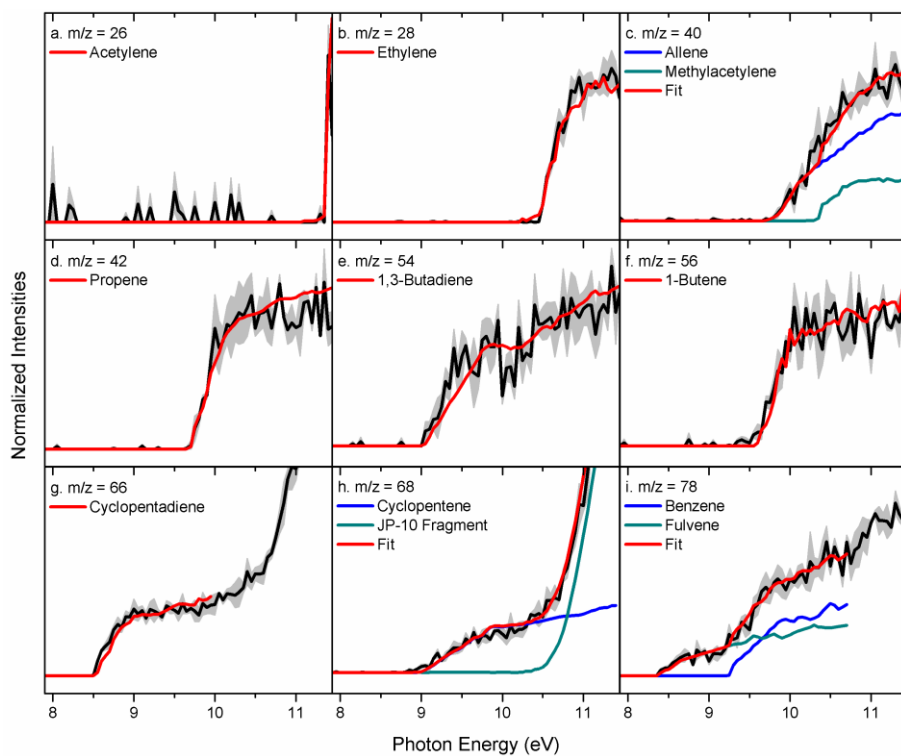 a. m/z = 26
Acetylene
b. m/z = 28
Ethylene
c. m/z = 40
Allene
Methylacetylene
Fit
d. m/z = 42
Propene
e. m/z = 54
1,3-Butadiene
f. m/z = 56
1-Butene
g. m/z = 66
Cyclopentadiene
h. m/z = 68
Cyclopentene
JP-10 Fragment
Fit
i. m/z = 78
Benzene
Fulvene
Fit
Normalized Intensities
8 9 10 11 8 9 10 11 8 9 10 11
Photon Energy (eV)